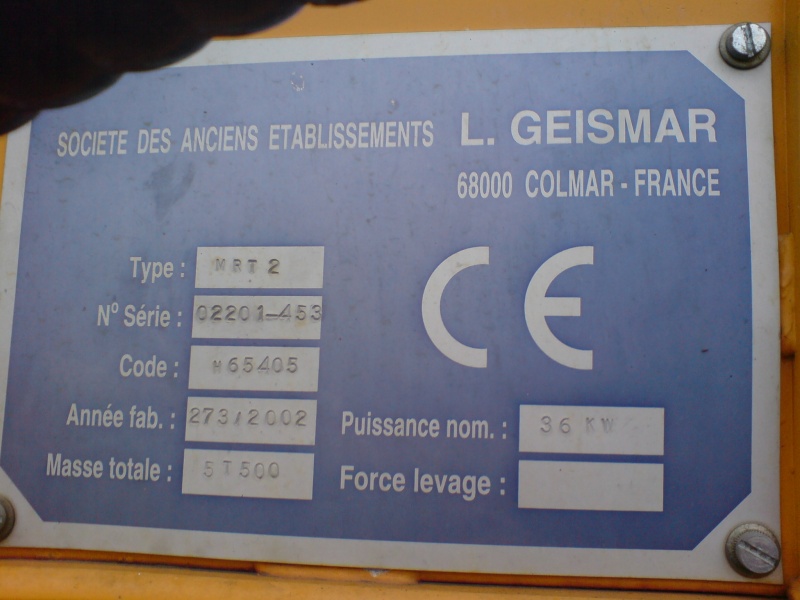 SOCIETE DES ANCIENS ETABLISSEMENTS L. GEISMAR
68000 COLMAR - FRANCE
Type : MRT 2
CE
N° Série : 02201-453
Code : M65405
Année fab. : 273/2002
Puissance nom. : 36 KW
Masse totale : 5T500
Force levage :